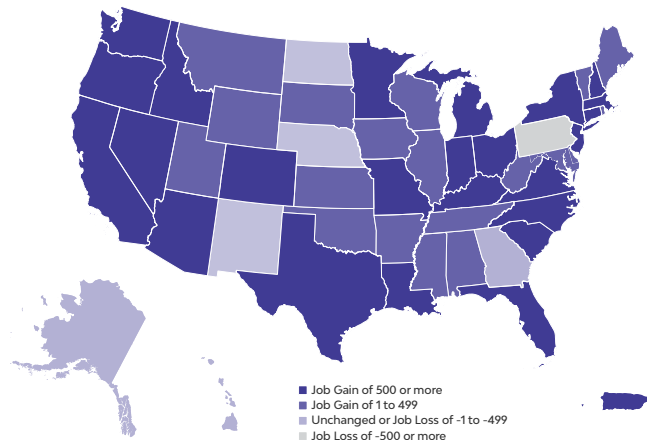 Job Gain of 500 or more
Job Gain of 1 to 499
Unchanged or Job Loss of -1 to -499
Job Loss of -500 or more